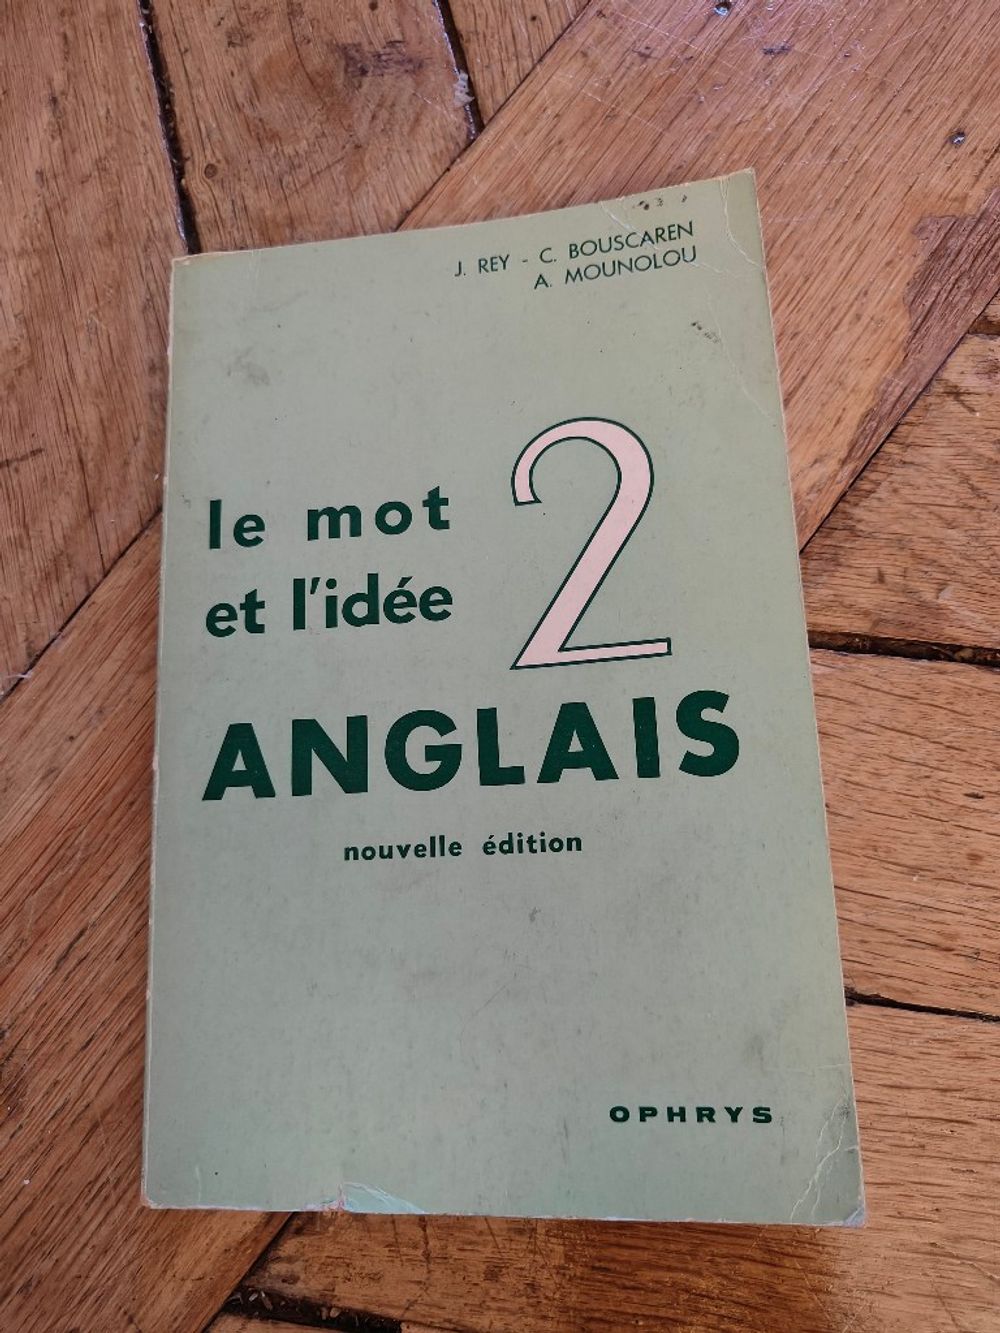 J. REY - C. BOUSCAREN
A. MOUNOLOU
le mot
et l'idée
2
ANGLAIS
nouvelle édition
OPHRYS